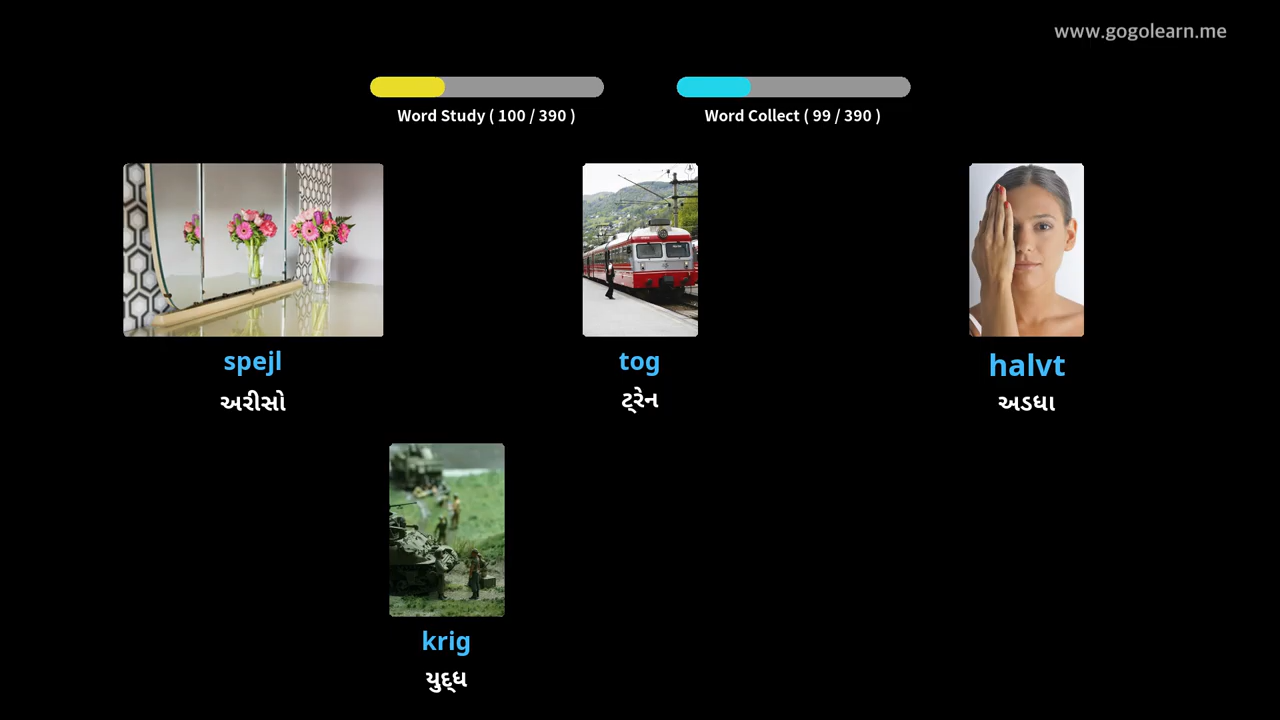 www.gogolearn.me
Word Study ( 100 / 390 )
Word Collect ( 99 / 390 )
spejl
tog
halvt
અરીસો
ટ્રેન
અડધા
krig
યુદ્ધ